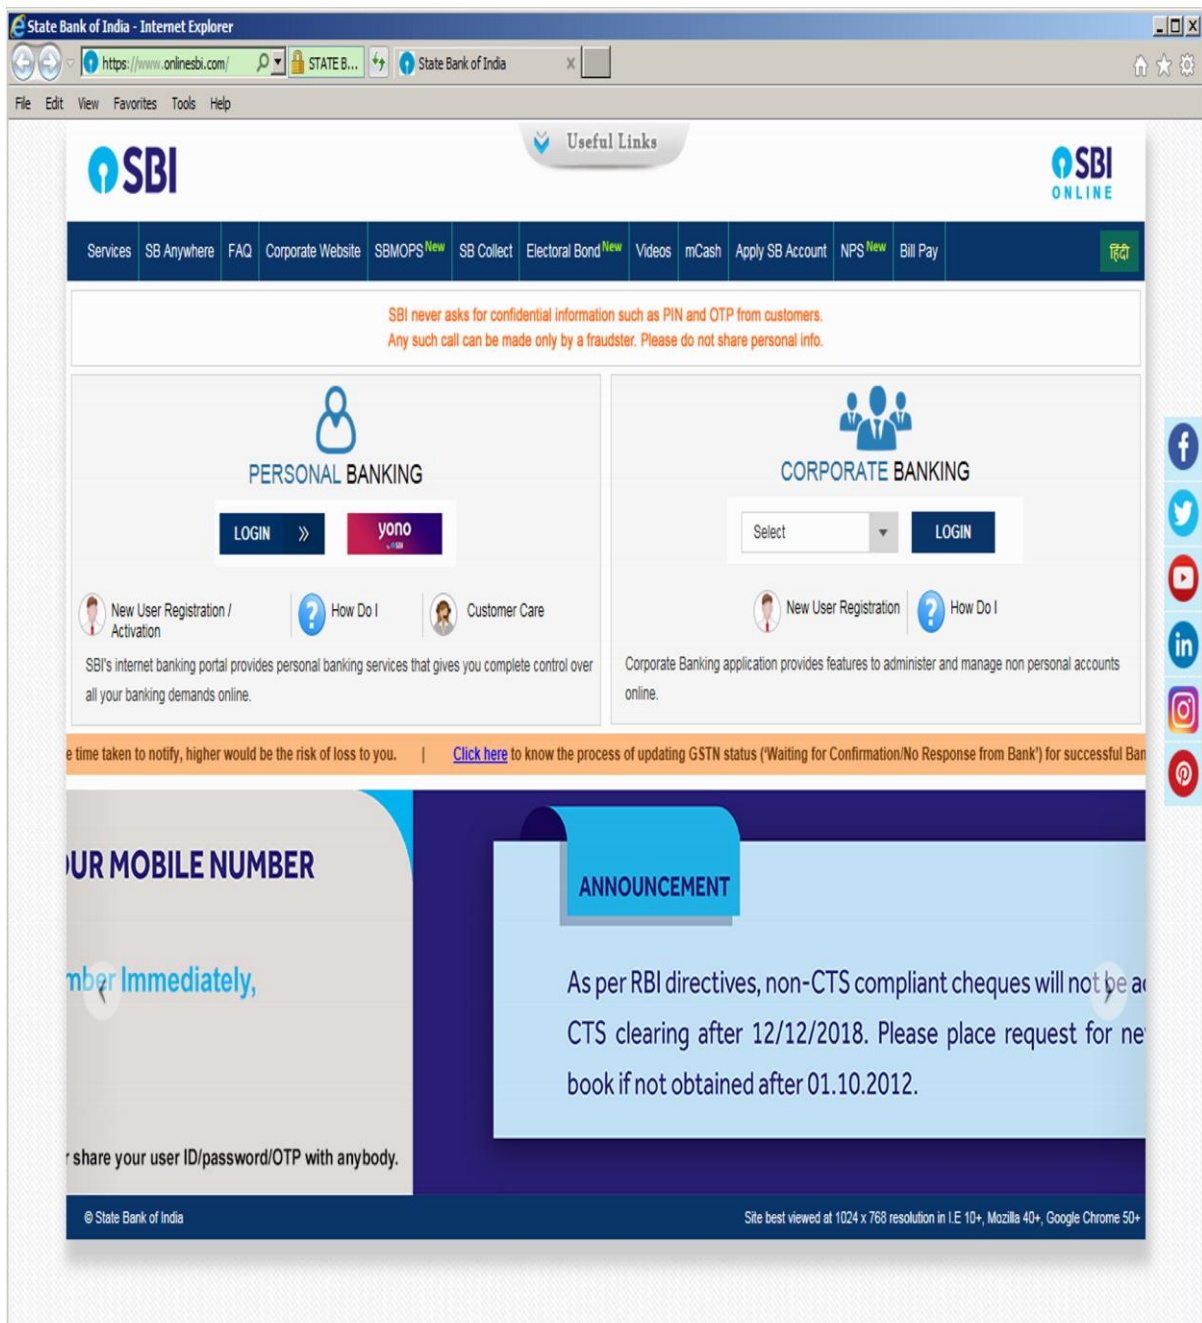 State Bank of India - Internet Explorer
https://www.onlinesbi.com/ STATE B... State Bank of India
File Edit View Favorites Tools Help
Useful Links
SBI
SBI
ONLINE
Services SB Anywhere FAQ Corporate Website SBMOPS New SB Collect Electoral Bond New Videos mCash Apply SB Account NPS New Bill Pay हिंदी
SBI never asks for confidential information such as PIN and OTP from customers.
Any such call can be made only by a fraudster. Please do not share personal info.
PERSONAL BANKING
LOGIN »
yono
by SBI
New User Registration /
Activation
How Do I
Customer Care
SBI's internet banking portal provides personal banking services that gives you complete control over
all your banking demands online.
CORPORATE BANKING
Select LOGIN
New User Registration
How Do I
Corporate Banking application provides features to administer and manage non personal accounts
online.
e time taken to notify, higher would be the risk of loss to you. | Click here to know the process of updating GSTN status ('Waiting for Confirmation/No Response from Bank') for successful Ban
OUR MOBILE NUMBER
mber Immediately,
r share your user ID/password/OTP with anybody.
ANNOUNCEMENT
As per RBI directives, non-CTS compliant cheques will not be ac
CTS clearing after 12/12/2018. Please place request for ne
book if not obtained after 01.10.2012.
© State Bank of India
Site best viewed at 1024 x 768 resolution in I.E 10+, Mozilla 40+, Google Chrome 50+